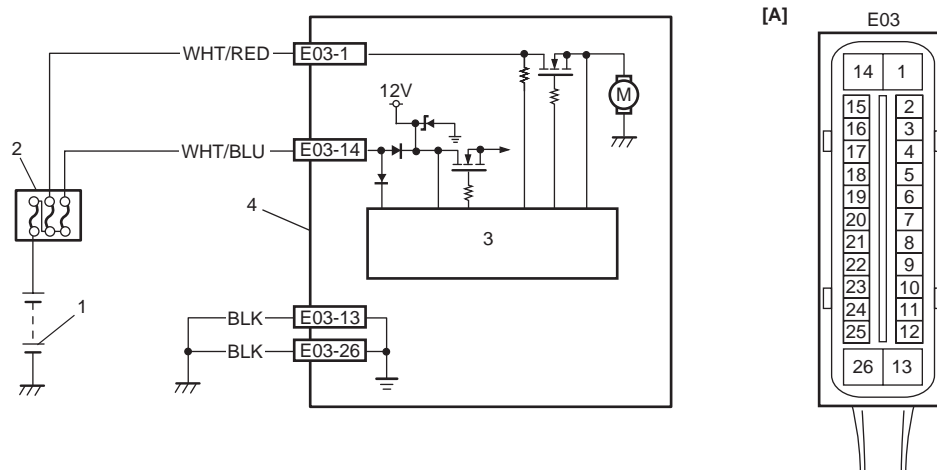 [A]
E03
WHT/RED
E03-1
12V
M
WHT/BLU
E03-14
2
4
3
1
BLK
E03-13
BLK
E03-26
14 1
15 2
16 3
17 4
18 5
19 6
20 7
21 8
22 9
23 10
24 11
25 12
26 13